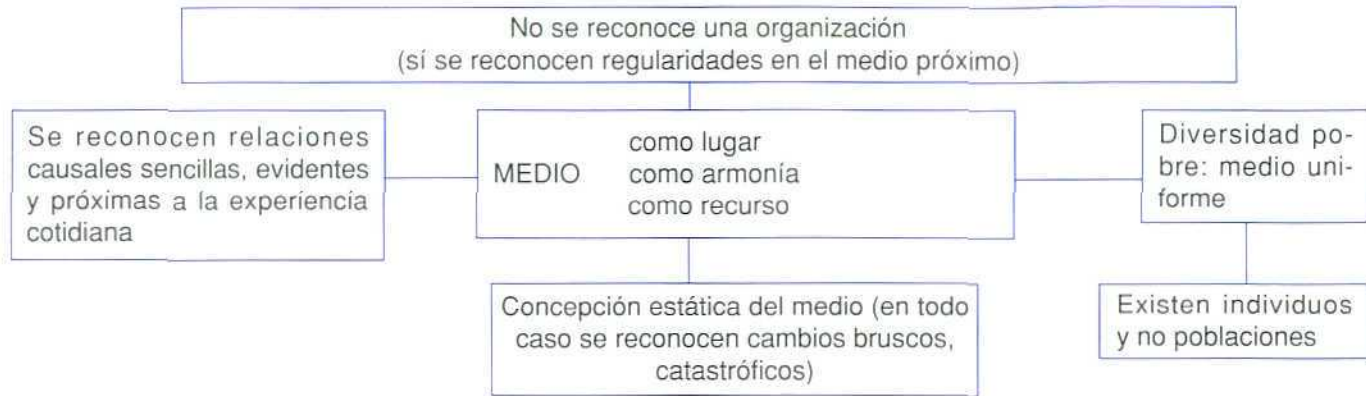 No se reconoce una organización
(sí se reconocen regularidades en el medio próximo)
Se reconocen relaciones
causales sencillas, evidentes
y próximas a la experiencia
cotidiana
MEDIO
como lugar
como armonía
como recurso
Diversidad po-
bre: medio uni-
forme
Concepción estática del medio (en todo
caso se reconocen cambios bruscos,
catastróficos)
Existen individuos
y no poblaciones